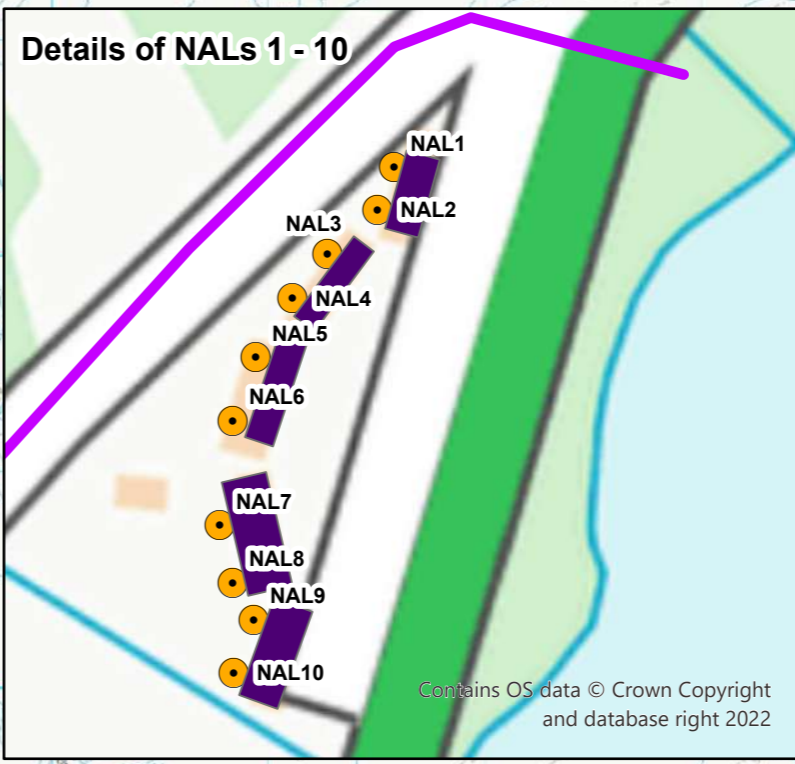 Details of NALs 1 - 10
NAL1
NAL2
NAL3
NAL4
NAL5
NAL6
NAL7
NAL8
NAL9
NAL10
Contains OS data © Crown Copyright
and database right 2022